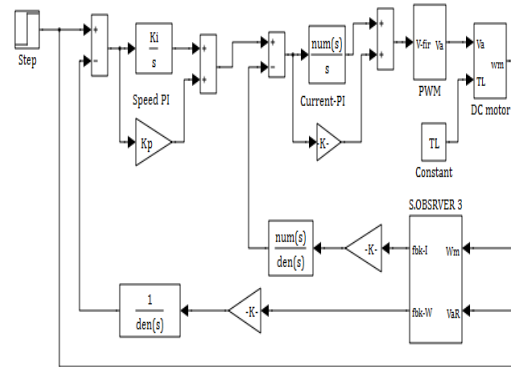 Step
Ki
s
Speed PI
Kp
num(s)
s
Current-PI
-K-
V-fir Va
PWM
Va
TL
wm
DC motor
TL
Constant
S.OBSRVER 3
fbk-I
Wm
fbk-W
VaR
-K-
num(s)
den(s)
-K-
1
den(s)